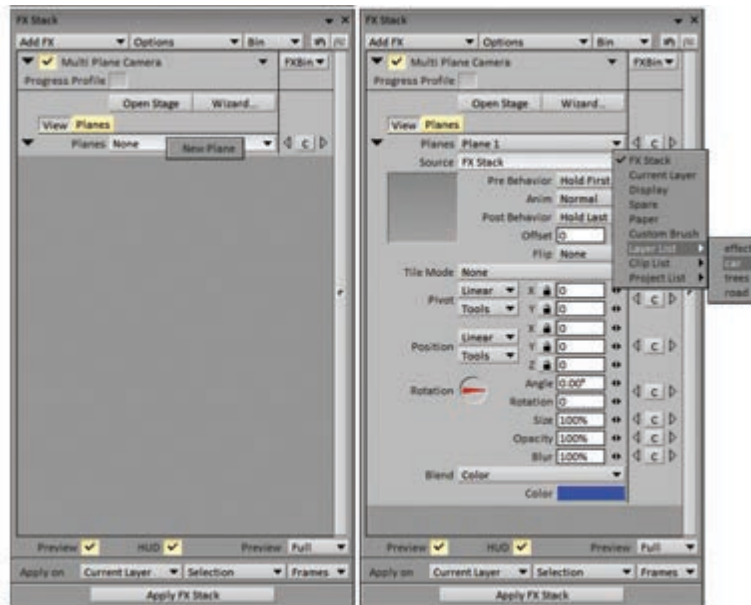 FX Stack
Add FX Options Bin
Multi Plane Camera FXBin
Progress Profile
Open Stage Wizard...
View Planes
Planes None New Plane C
Preview HUD Preview Full
Apply on Current Layer Selection Frames
Apply FX Stack
FX Stack
Add FX Options Bin
Multi Plane Camera FXBin
Progress Profile
Open Stage Wizard...
View Planes
Planes Plane 1 C
Source FX Stack
Pre Behavior Hold First
Anim Normal
Post Behavior Hold Last
Offset 0
Flip None
Tile Mode None
Pivot Linear X 0 C
Tools Y 0
Position Linear X 0 C
Tools Y 0
Z 0
Rotation Angle 0.00° C
Rotation 0
Size 100% C
Opacity 100% C
Blur 100% C
Blend Color
Color
FX Stack
Current Layer
Display
Spare
Paper
Custom Brush
Layer List
Clip List
Project List
effect
car
trees
road
Preview HUD Preview Full
Apply on Current Layer Selection Frames
Apply FX Stack